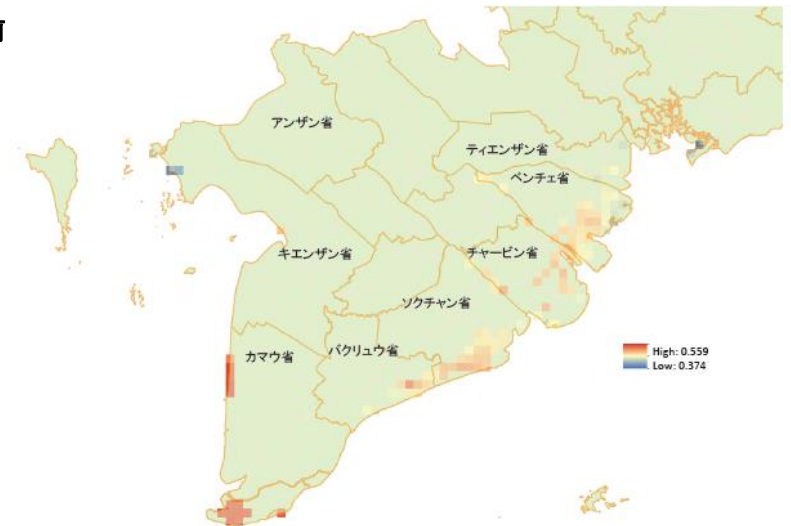 アンザン省
ティエンザン省
ベンチェ省
キエンザン省
チャービン省
ソクチャン省
カマウ省
バクリュウ省
High: 0.559
Low: 0.374